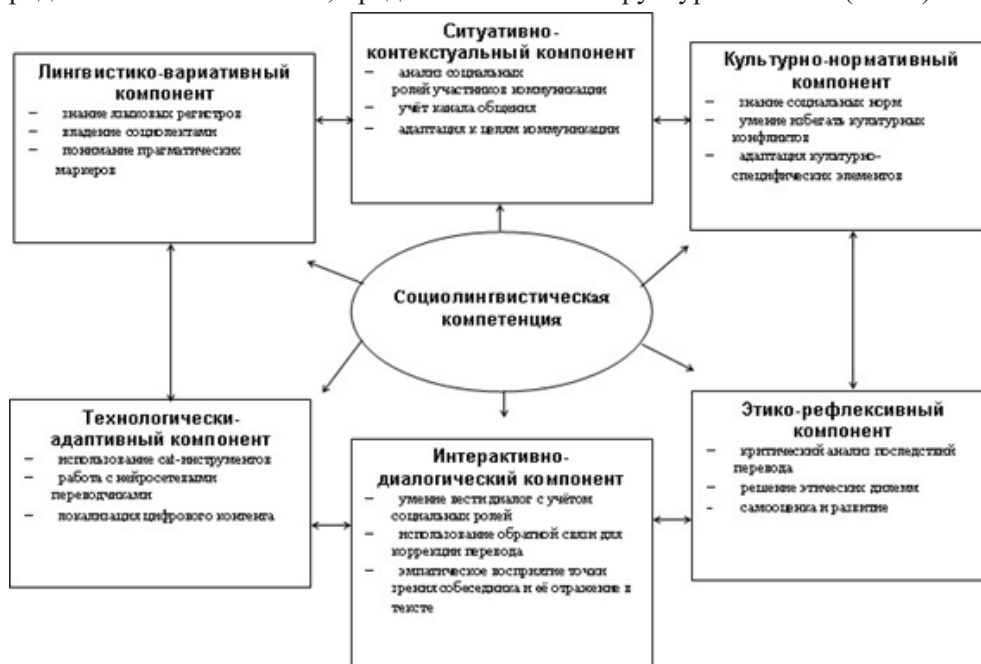 Ситуативно-
контекстуальный компонент
– анализ социальных
ролей участников коммуникации
– учёт канала общения
– адаптация к целям коммуникации
Лингвистико-вариативный
компонент
– знание языковых регистров
– владение социолектами
– понимание прагматических
маркеров
Культурно-нормативный
компонент
– знание социальных норм
– умение избегать культурных
конфликтов
– адаптация культурно-
специфических элементов
Социолингвистическая
компетенция
Технологически-
адаптивный компонент
– использование cat-инструментов
– работа с нейросетевыми
переводчиками
– локализация цифрового контента
Интерактивно-
диалогический компонент
– умение вести диалог с учётом
социальных ролей
– использование обратной связи для
коррекции перевода
– эмпатическое восприятие точки
зрения собеседника и её отражение в
тексте
Этико-рефлексивный
компонент
– критический анализ последствий
перевода
– решение этических дилемм
– самооценка и развитие